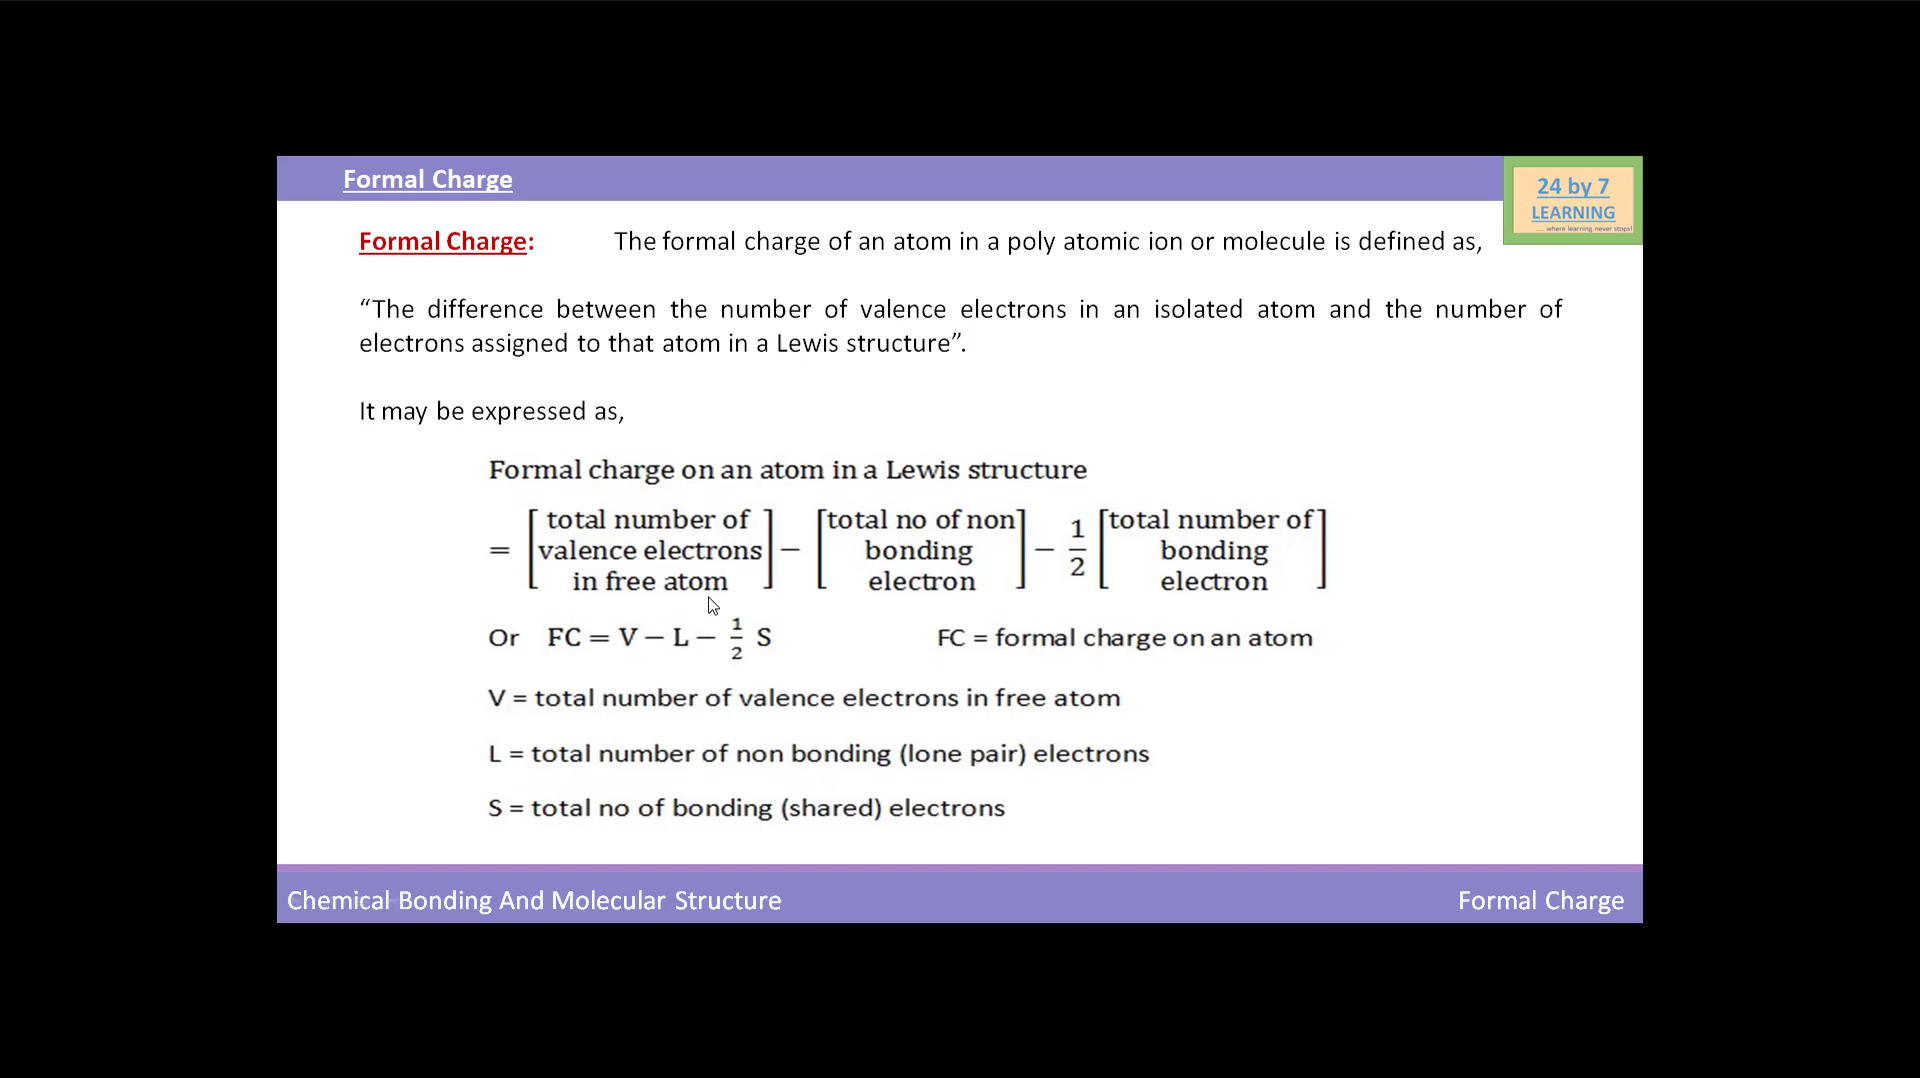 Formal Charge
24 by 7
LEARNING
.... where learning never stops!
Formal Charge: The formal charge of an atom in a poly atomic ion or molecule is defined as,
“The difference between the number of valence electrons in an isolated atom and the number of
electrons assigned to that atom in a Lewis structure”.
It may be expressed as,
Formal charge on an atom in a Lewis structure
= [total number of valence electrons in free atom] − [total no of non bonding electron] − 1/2 [total number of bonding electron]
Or FC = V − L − 1/2 S FC = formal charge on an atom
V = total number of valence electrons in free atom
L = total number of non bonding (lone pair) electrons
S = total no of bonding (shared) electrons
Chemical Bonding And Molecular Structure Formal Charge